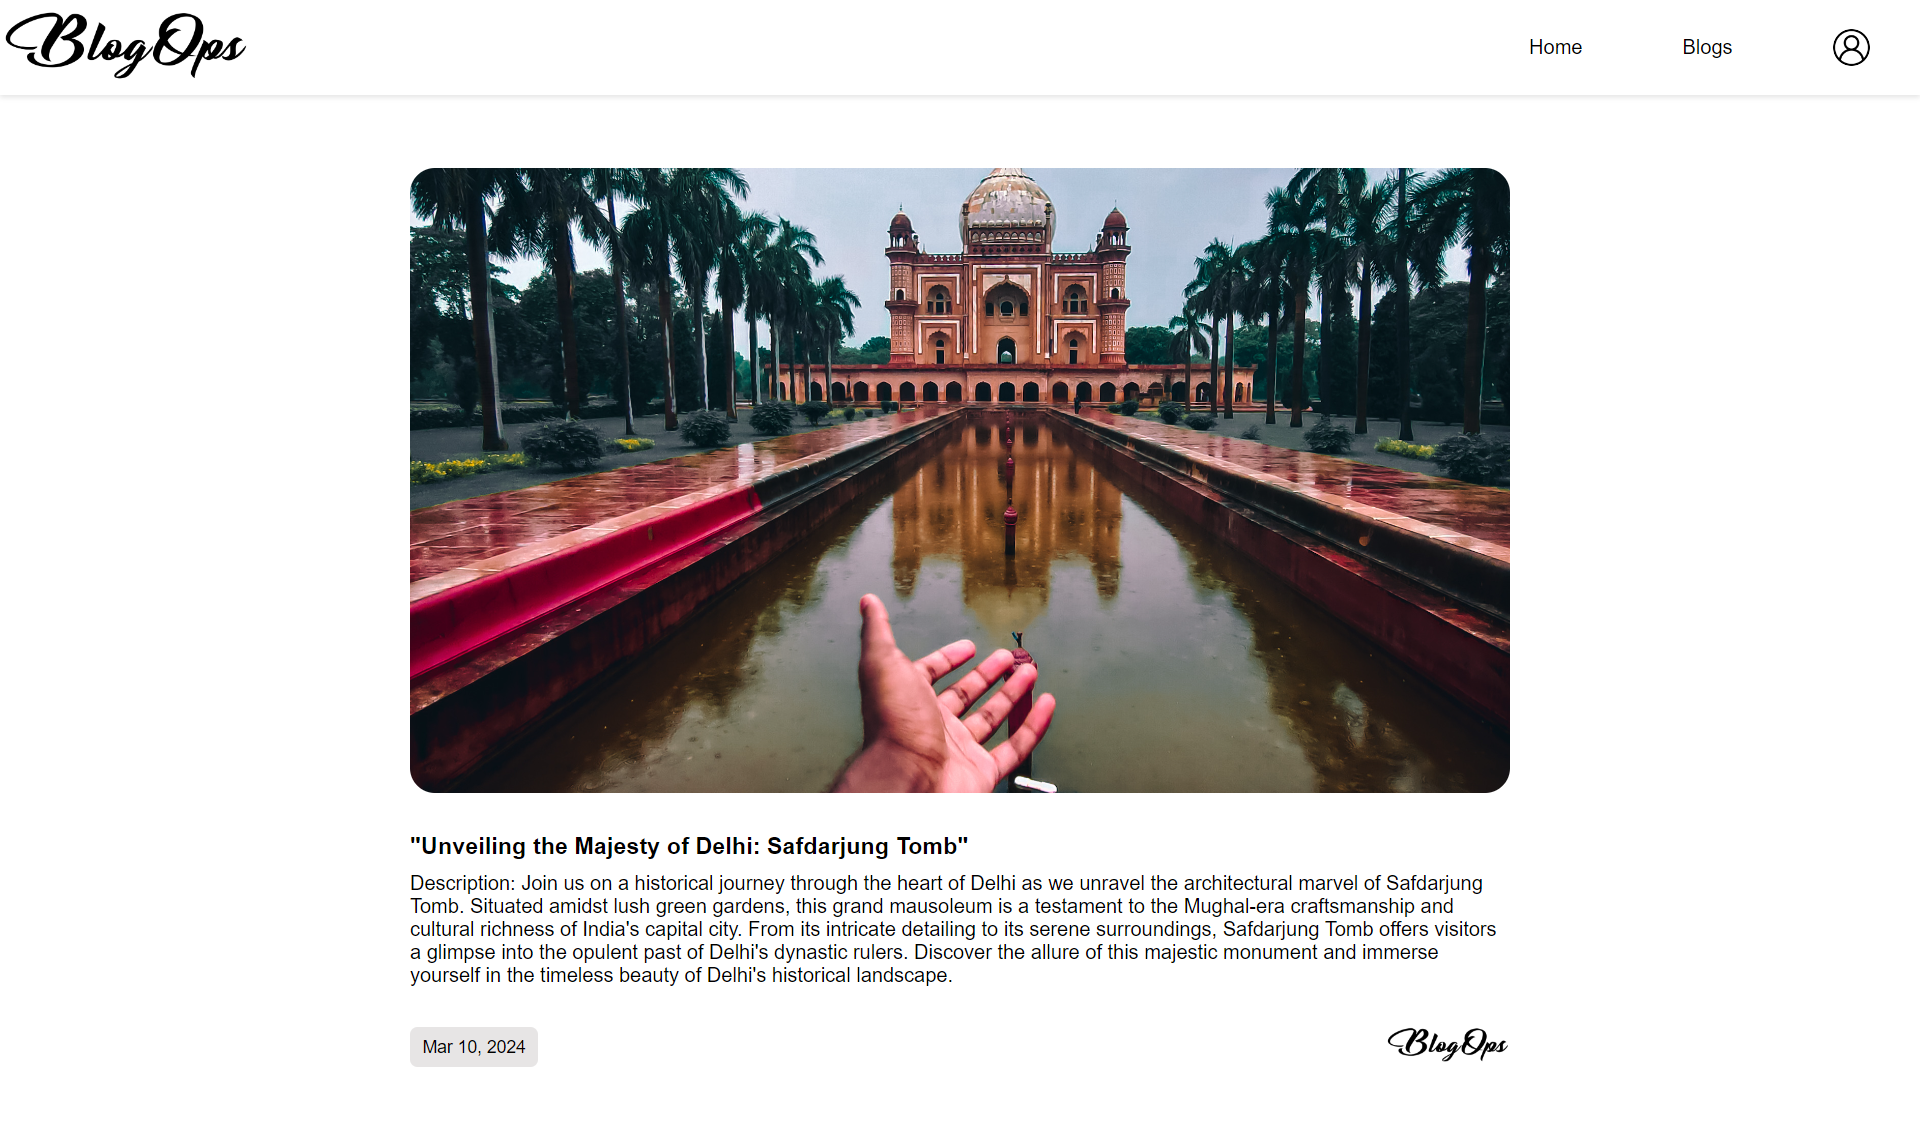 BlogOps
Home
Blogs
"Unveiling the Majesty of Delhi: Safdarjung Tomb"
Description: Join us on a historical journey through the heart of Delhi as we unravel the architectural marvel of Safdarjung
Tomb. Situated amidst lush green gardens, this grand mausoleum is a testament to the Mughal-era craftsmanship and
cultural richness of India's capital city. From its intricate detailing to its serene surroundings, Safdarjung Tomb offers visitors
a glimpse into the opulent past of Delhi's dynastic rulers. Discover the allure of this majestic monument and immerse
yourself in the timeless beauty of Delhi's historical landscape.
Mar 10, 2024
BlogOps